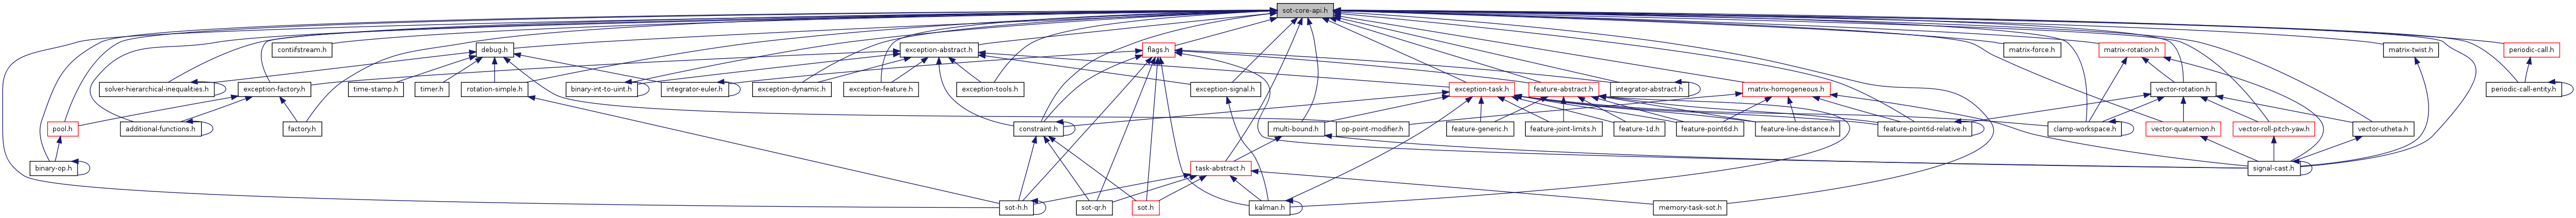 sot-core-api.h
contiifstream.h
debug.h
exception-abstract.h
flags.h
matrix-force.h
matrix-rotation.h
matrix-twist.h
periodic-call.h
solver-hierarchical-inequalities.h
exception-factory.h
time-stamp.h
timer.h
rotation-simple.h
binary-int-to-uint.h
integrator-euler.h
exception-dynamic.h
exception-feature.h
exception-tools.h
exception-signal.h
exception-task.h
feature-abstract.h
integrator-abstract.h
matrix-homogeneous.h
vector-rotation.h
periodic-call-entity.h
pool.h
additional-functions.h
factory.h
constraint.h
multi-bound.h
op-point-modifier.h
feature-generic.h
feature-joint-limits.h
feature-1d.h
feature-point6d.h
feature-line-distance.h
feature-point6d-relative.h
clamp-workspace.h
vector-quaternion.h
vector-roll-pitch-yaw.h
vector-utheta.h
binary-op.h
task-abstract.h
signal-cast.h
sot-h.h
sot-qr.h
sot.h
kalman.h
memory-task-sot.h